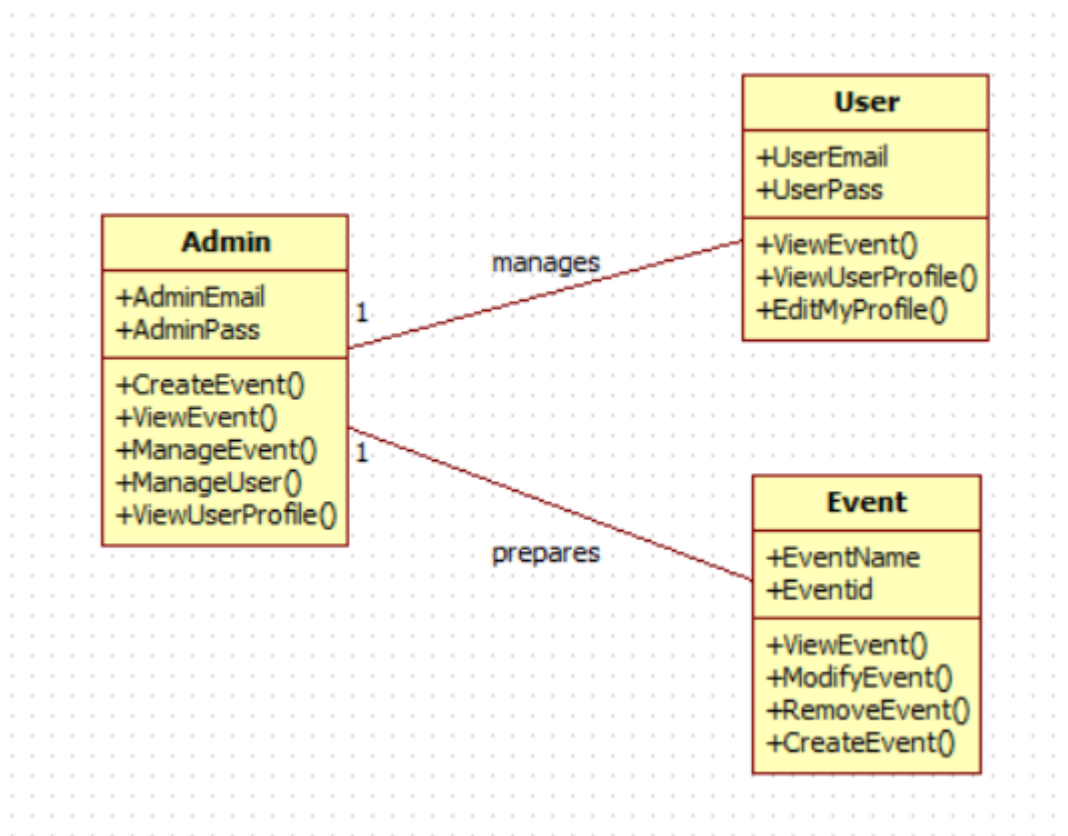 Admin
+AdminEmail
+AdminPass
+CreateEvent()
+ViewEvent()
+ManageEvent()
+ManageUser()
+ViewUserProfile()
1
manages
1
prepares
User
+UserEmail
+UserPass
+ViewEvent()
+ViewUserProfile()
+EditMyProfile()
Event
+EventName
+Eventid
+ViewEvent()
+ModifyEvent()
+RemoveEvent()
+CreateEvent()